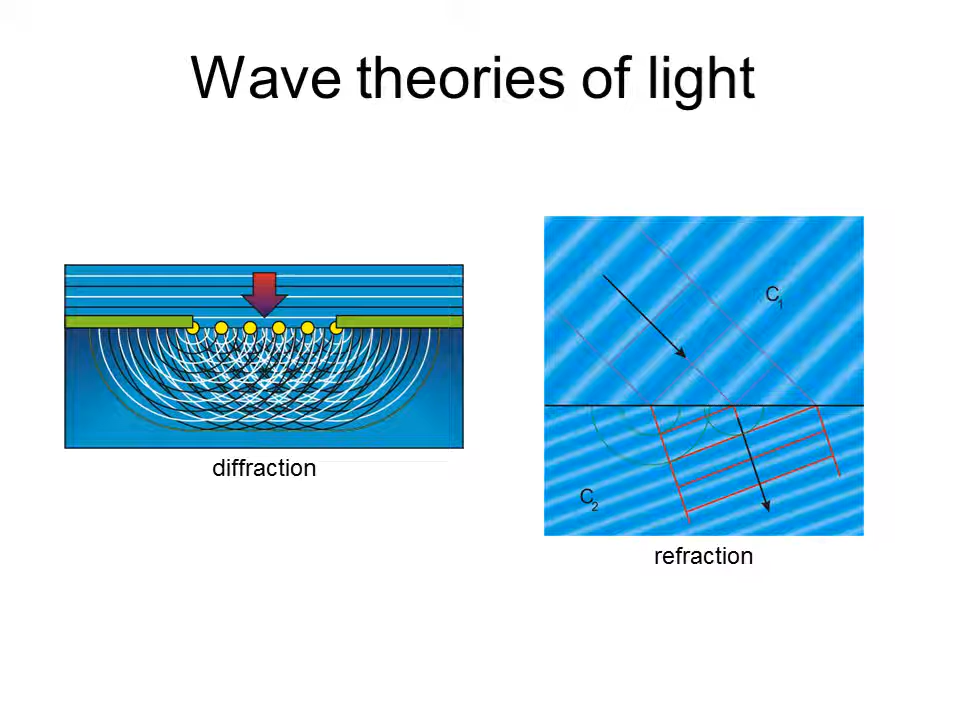 Wave theories of light
C1
diffraction
C2
refraction